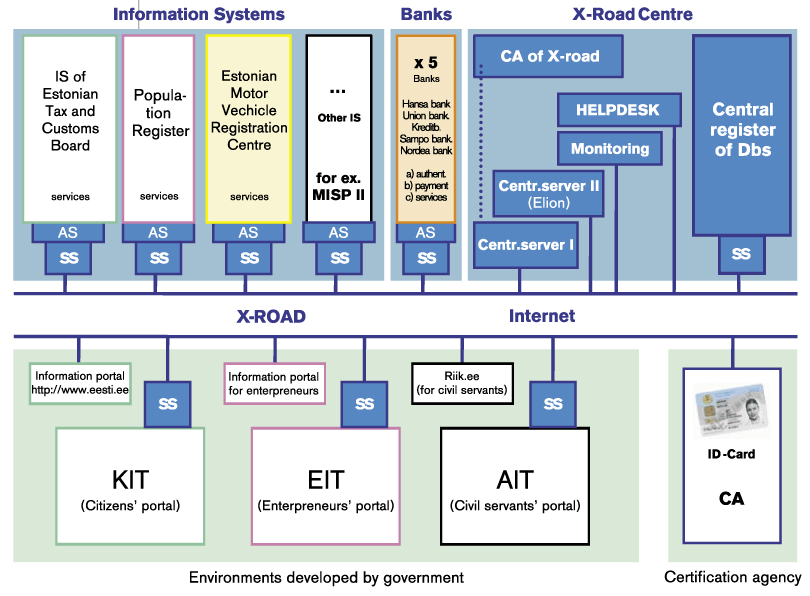 Information Systems
Banks
X-Road Centre
IS of
Estonian
Tax and
Customs
Board
services
Popula-
tion
Register
services
Estonian
Motor
Vechicle
Registration
Centre
services
...
Other IS
for ex.
MISP II
x 5
Banks
Hansa bank
Union bank.
Kreditb.
Sampo bank.
Nordea bank
a) authent.
b) payment
c) services
CA of X-road
HELPDESK
Monitoring
Centr.server II
(Elion)
Centr.server I
Central
register
of Dbs
AS
AS
AS
AS
AS
SS
SS
SS
SS
SS
SS
X-ROAD
Internet
Information portal
http://www.eesti.ee
Information portal
for enterpreneurs
Riik.ee
(for civil servants)
SS
SS
SS
KIT
(Citizens’ portal)
EIT
(Enterpreneurs’ portal)
AIT
(Civil servants’ portal)
ID-Card
CA
Environments developed by government
Certification agency